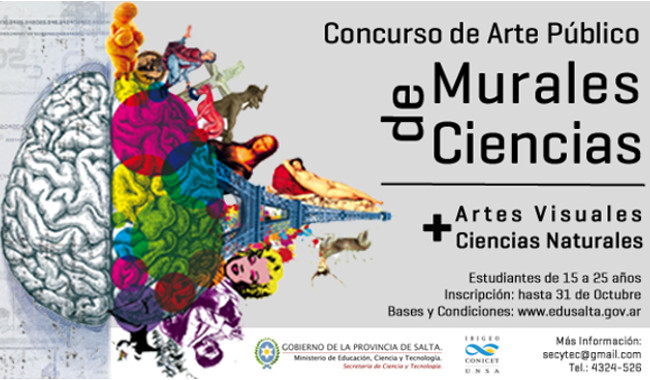 Concurso de Arte Público
de Murales
Ciencias
+ Artes Visuales
Ciencias Naturales
Estudiantes de 15 a 25 años
Inscripción: hasta 31 de Octubre
Bases y Condiciones: www.edusalta.gov.ar
GOBIERNO DE LA PROVINCIA DE SALTA.
Ministerio de Educación, Ciencia y Tecnología.
Secretaría de Ciencia y Tecnología.
IBIGEO
CONICET
UNSA
Más Información:
secytec@gmail.com
Tel.: 4324-526